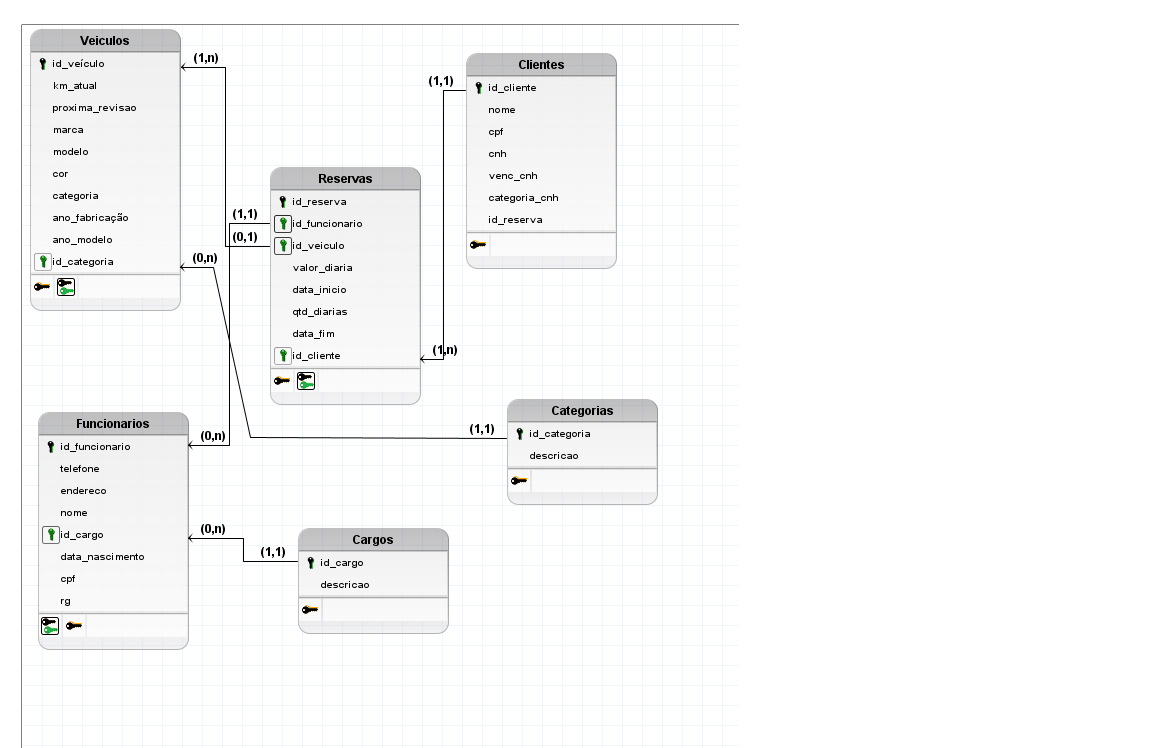 Veiculos
id_veículo
km_atual
proxima_revisao
marca
modelo
cor
categoria
ano_fabricação
ano_modelo
id_categoria
(1,n)
(0,n)
Clientes
id_cliente
nome
cpf
cnh
venc_cnh
categoria_cnh
id_reserva
(1,1)
Reservas
id_reserva
id_funcionario
id_veiculo
valor_diaria
data_inicio
qtd_diarias
data_fim
id_cliente
(1,1)
(0,1)
(1,n)
Funcionarios
id_funcionario
telefone
endereco
nome
id_cargo
data_nascimento
cpf
rg
(0,n)
(0,n)
Categorias
id_categoria
descricao
(1,1)
Cargos
id_cargo
descricao
(1,1)